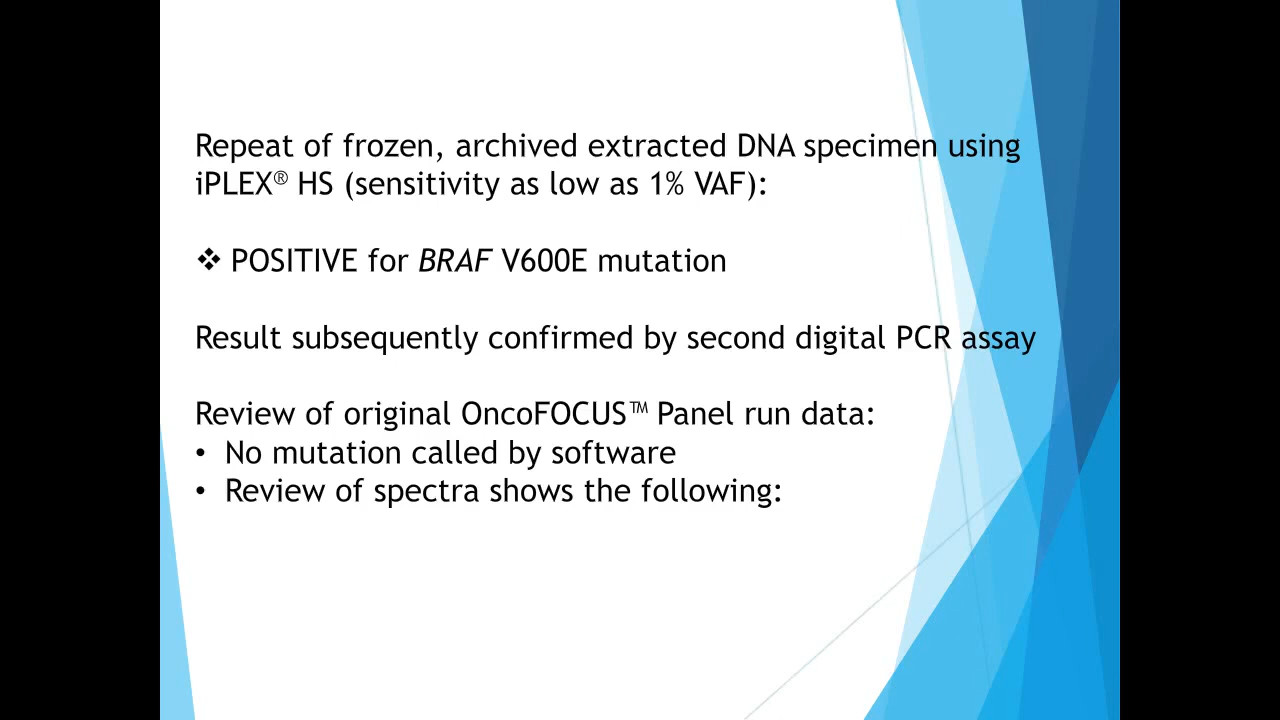 Repeat of frozen, archived extracted DNA specimen using
iPLEX® HS (sensitivity as low as 1% VAF):
❖ POSITIVE for BRAF V600E mutation
Result subsequently confirmed by second digital PCR assay
Review of original OncoFOCUS™ Panel run data:
• No mutation called by software
• Review of spectra shows the following: